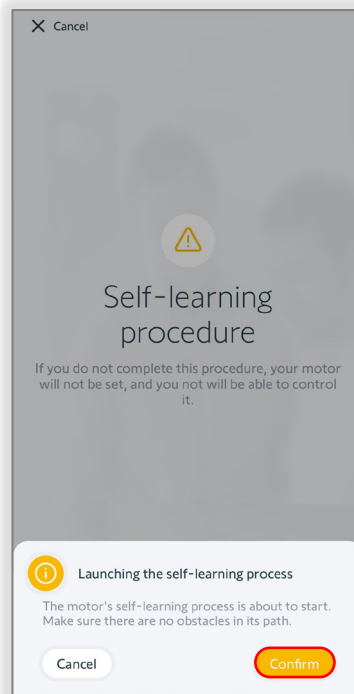 Cancel
Self-learning
procedure
If you do not complete this procedure, your motor
will not be set, and you not will be able to control
it.
Launching the self-learning process
The motor's self-learning process is about to start.
Make sure there are no obstacles in its path.
Cancel
Confirm